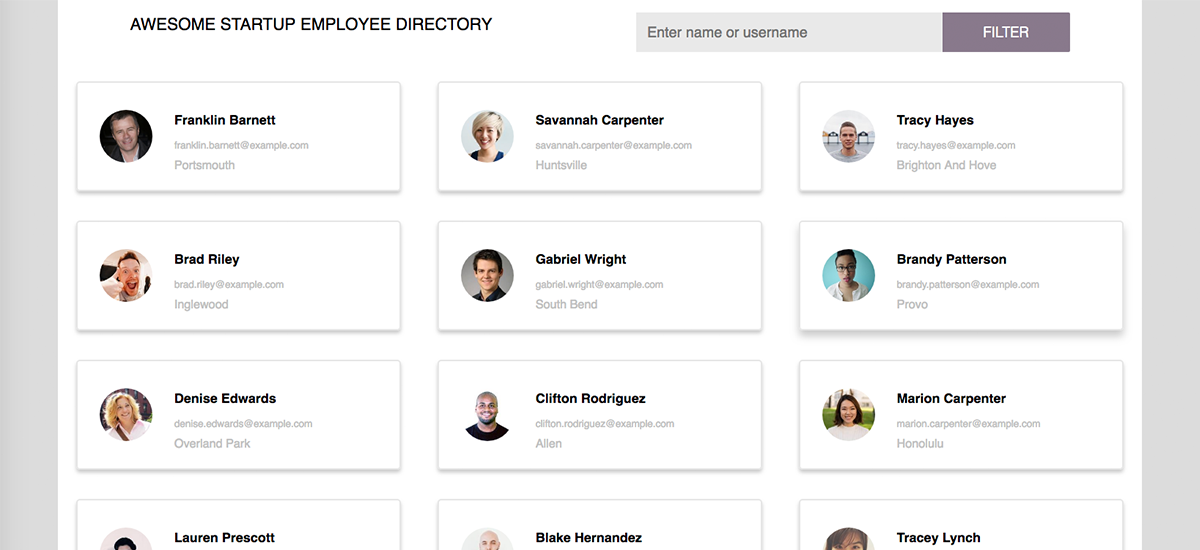 AWESOME STARTUP EMPLOYEE DIRECTORY
Enter name or username
FILTER
Franklin Barnett
franklin.barnett@example.com
Portsmouth
Savannah Carpenter
savannah.carpenter@example.com
Huntsville
Tracy Hayes
tracy.hayes@example.com
Brighton And Hove
Brad Riley
brad.riley@example.com
Inglewood
Gabriel Wright
gabriel.wright@example.com
South Bend
Brandy Patterson
brandy.patterson@example.com
Provo
Denise Edwards
denise.edwards@example.com
Overland Park
Clifton Rodriguez
clifton.rodriguez@example.com
Allen
Marion Carpenter
marion.carpenter@example.com
Honolulu
Lauren Prescott
Blake Hernandez
Tracey Lynch